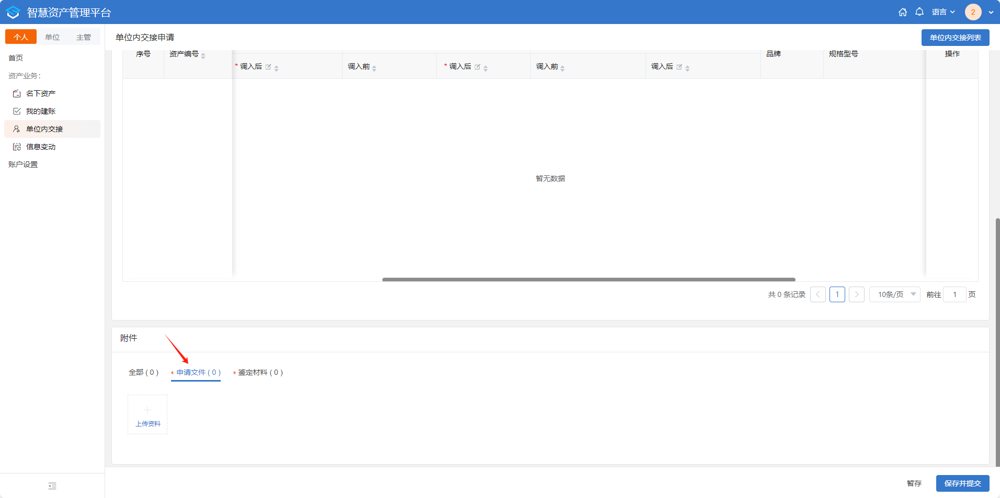 智慧资产管理平台
语言
2
个人 单位 主管
首页
资产业务:
名下资产
我的建账
单位内交接
信息变动
账户设置
单位内交接申请
单位内交接列表
序号 资产编号 品牌 规格型号 操作
* 调入后 调入前 * 调入后 调入前 调入后
暂无数据
共 0 条记录 1 10条/页 前往 1 页
附件
全部 ( 0 ) * 申请文件 ( 0 ) * 鉴定材料 ( 0 )
上传资料
暂存 保存并提交